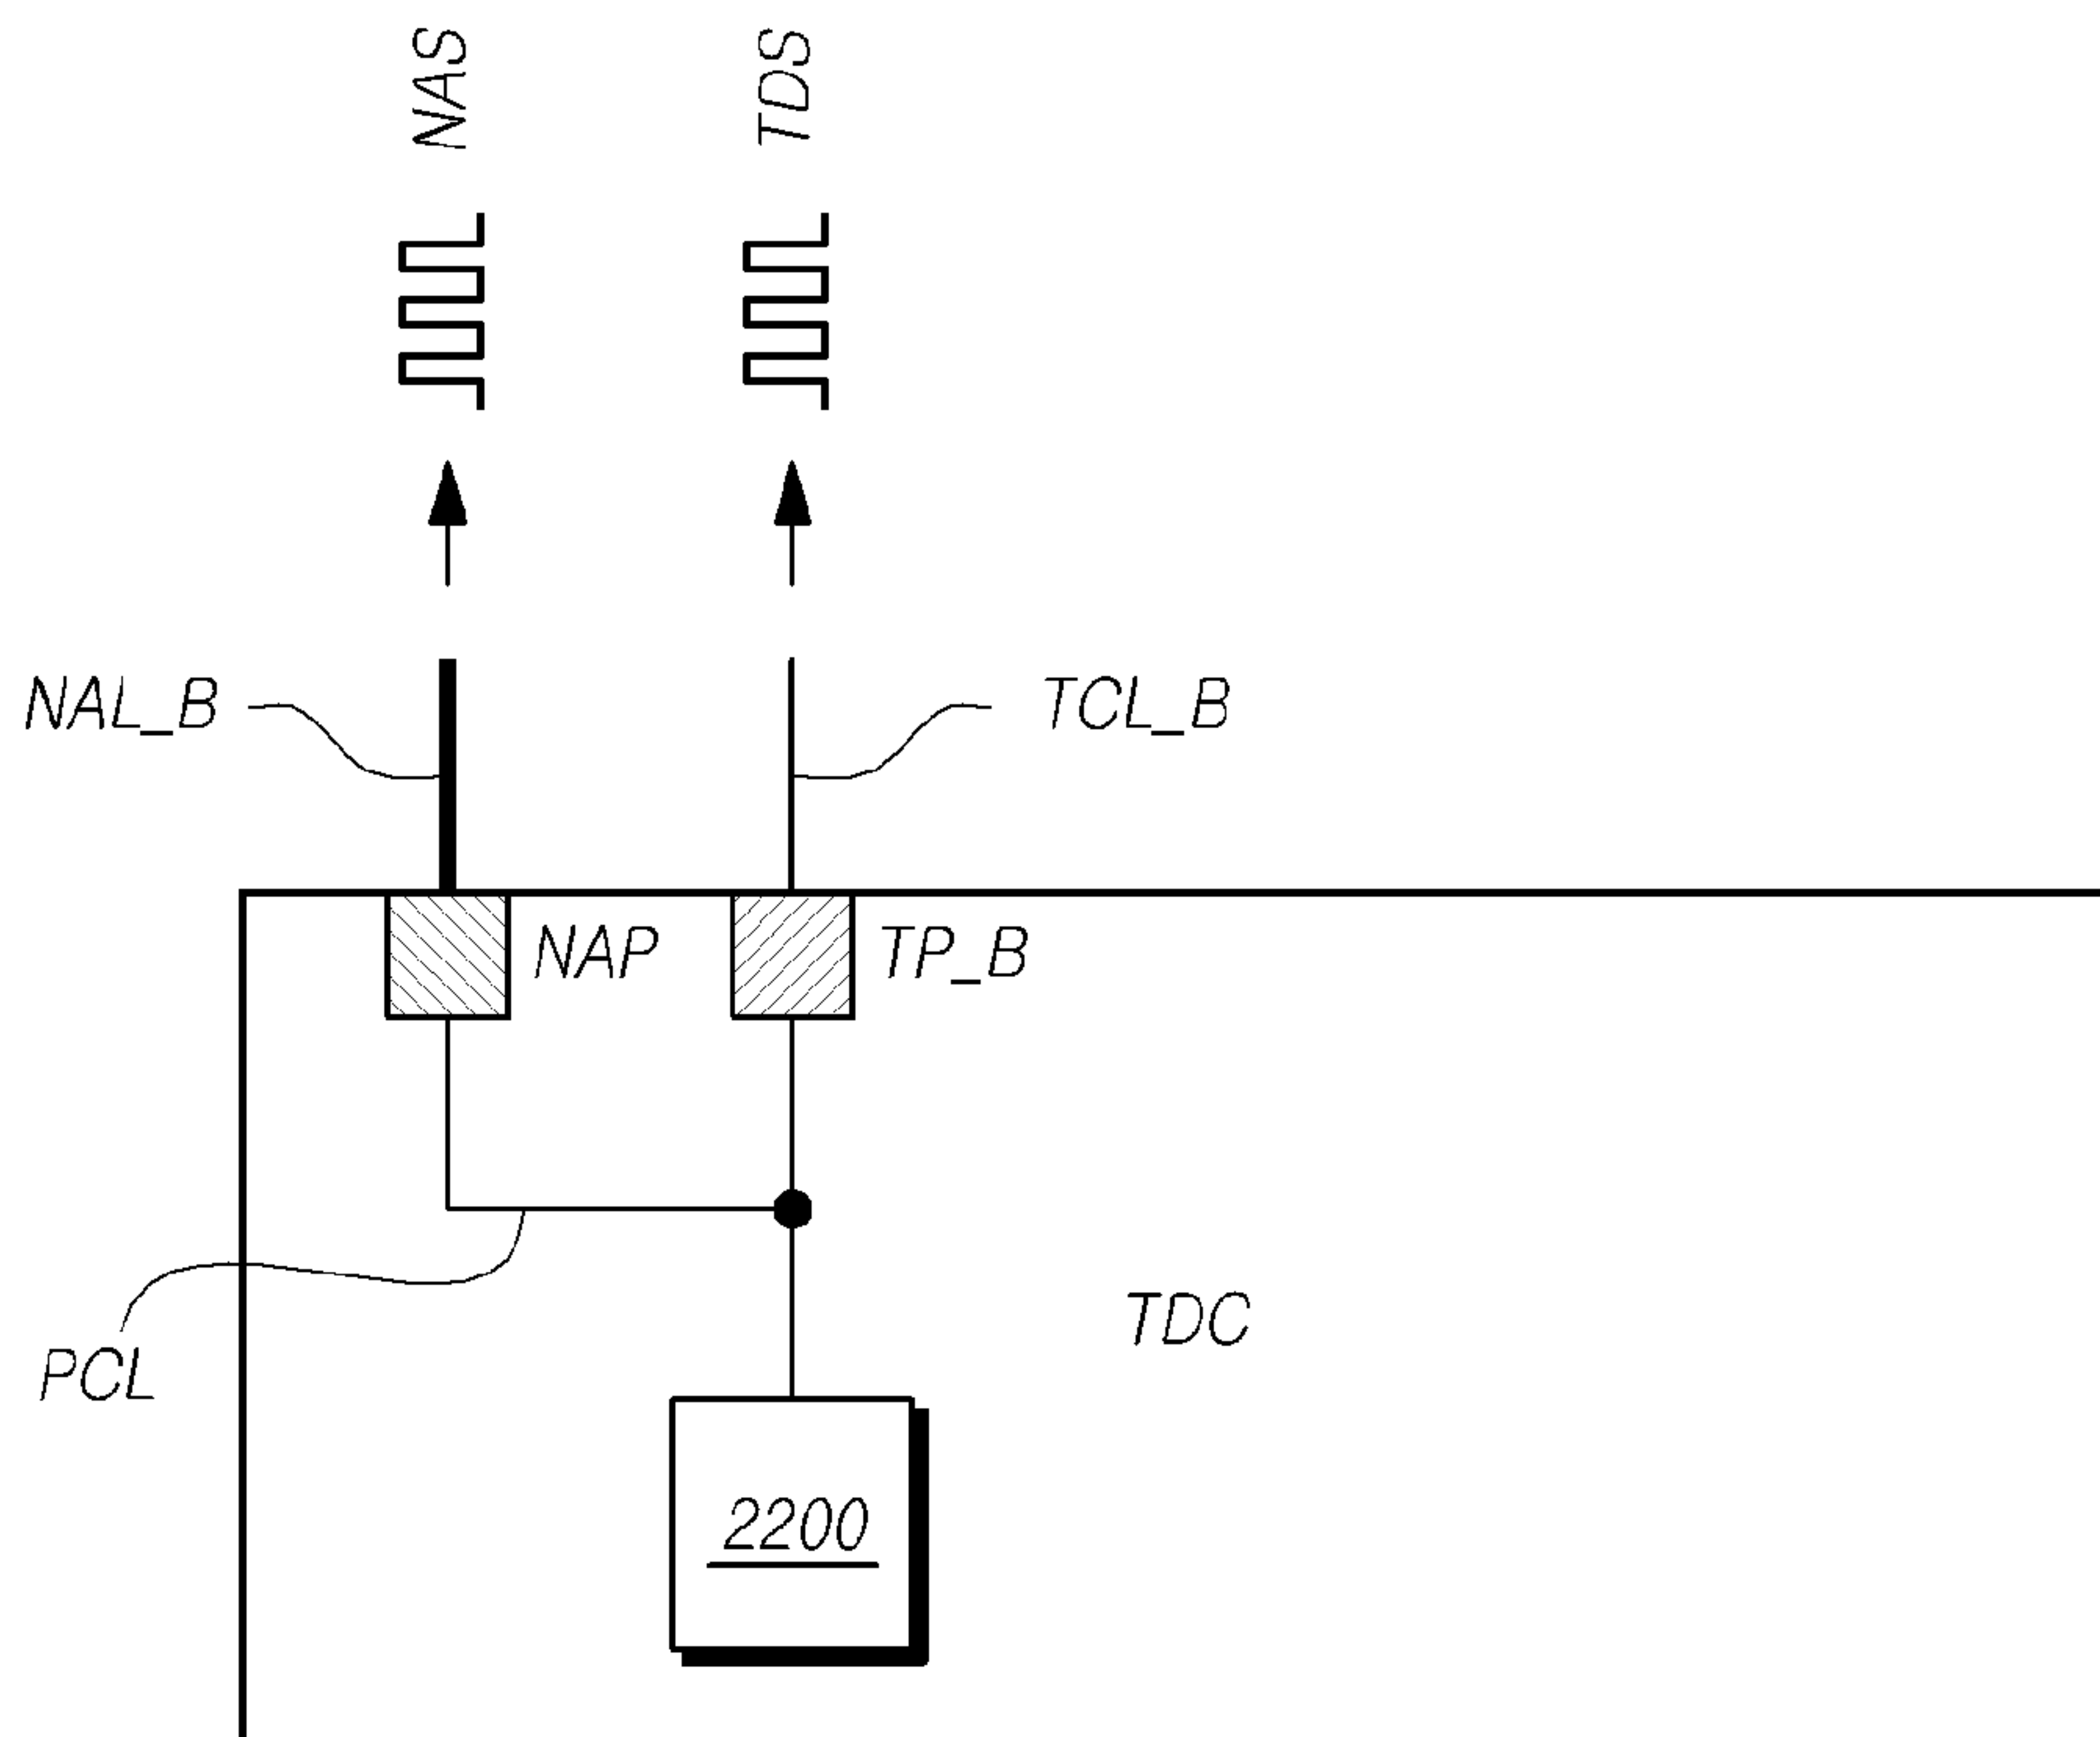 NAS
TDS
NAL_B
TCL_B
NAP
TP_B
TDC
PCL
2200